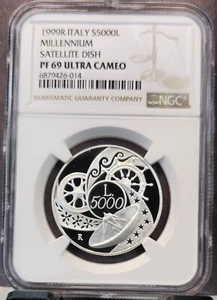 1999R ITALY S5000L
MILLENNIUM
SATELLITE DISH
PF 69 ULTRA CAMEO
6879426-014
NUMISMATIC GUARANTY COMPANY
NGC
L.
5000
R